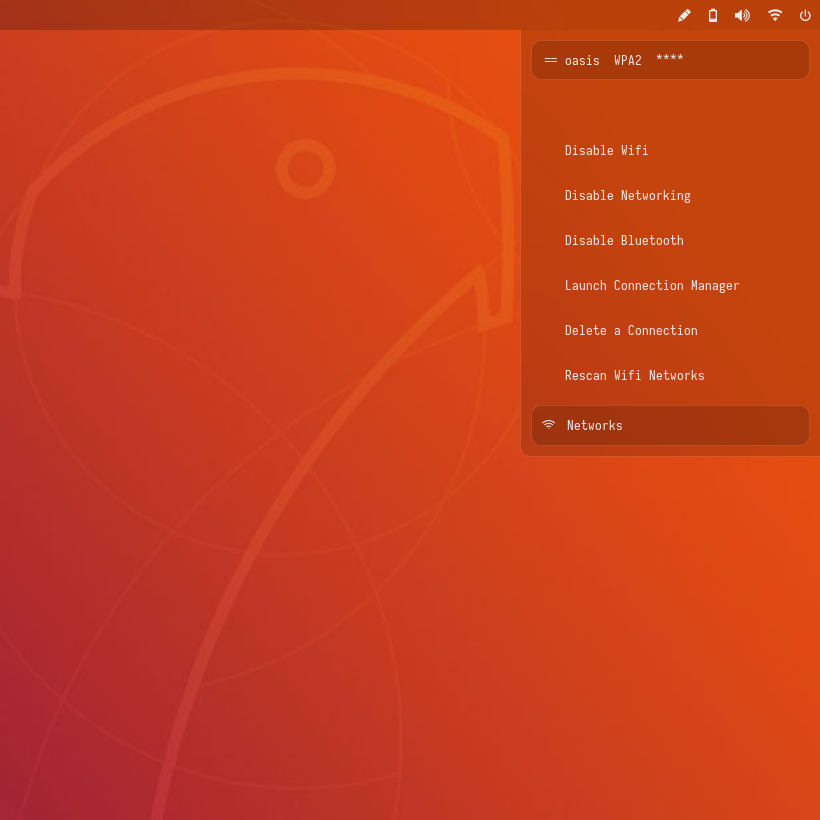 == oasis  WPA2  ****
Disable Wifi
Disable Networking
Disable Bluetooth
Launch Connection Manager
Delete a Connection
Rescan Wifi Networks
Networks